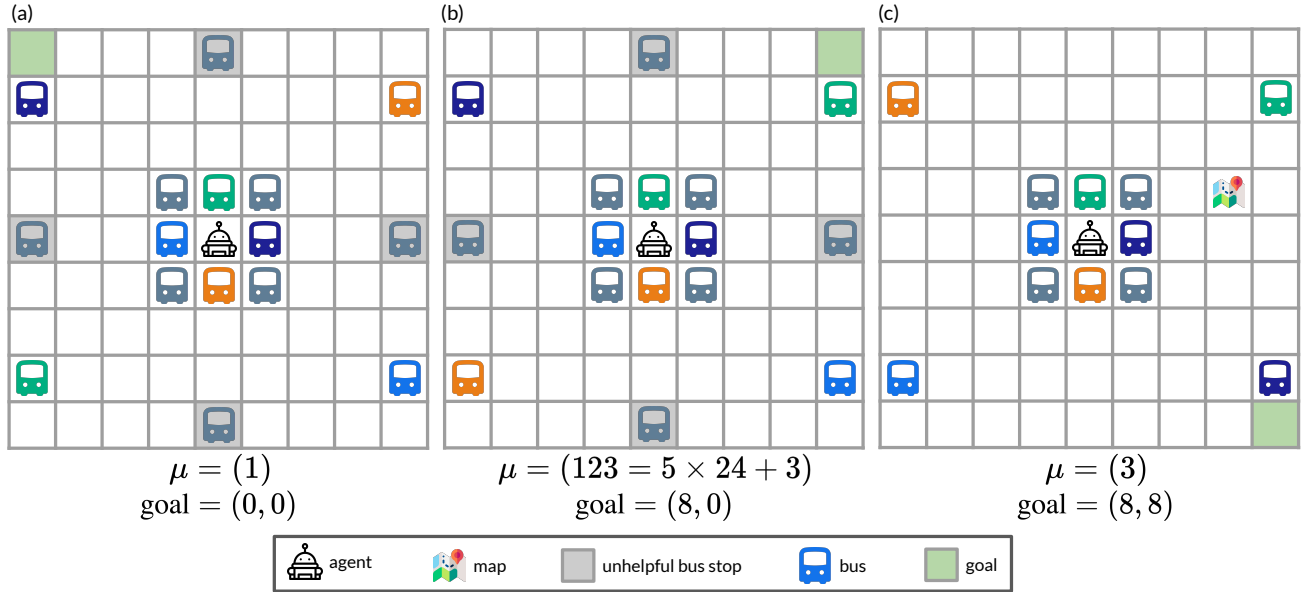 (a)
(b)
(c)
μ = (1)
goal = (0, 0)
μ = (123 = 5 × 24 + 3)
goal = (8, 0)
μ = (3)
goal = (8, 8)
agent
map
unhelpful bus stop
bus
goal